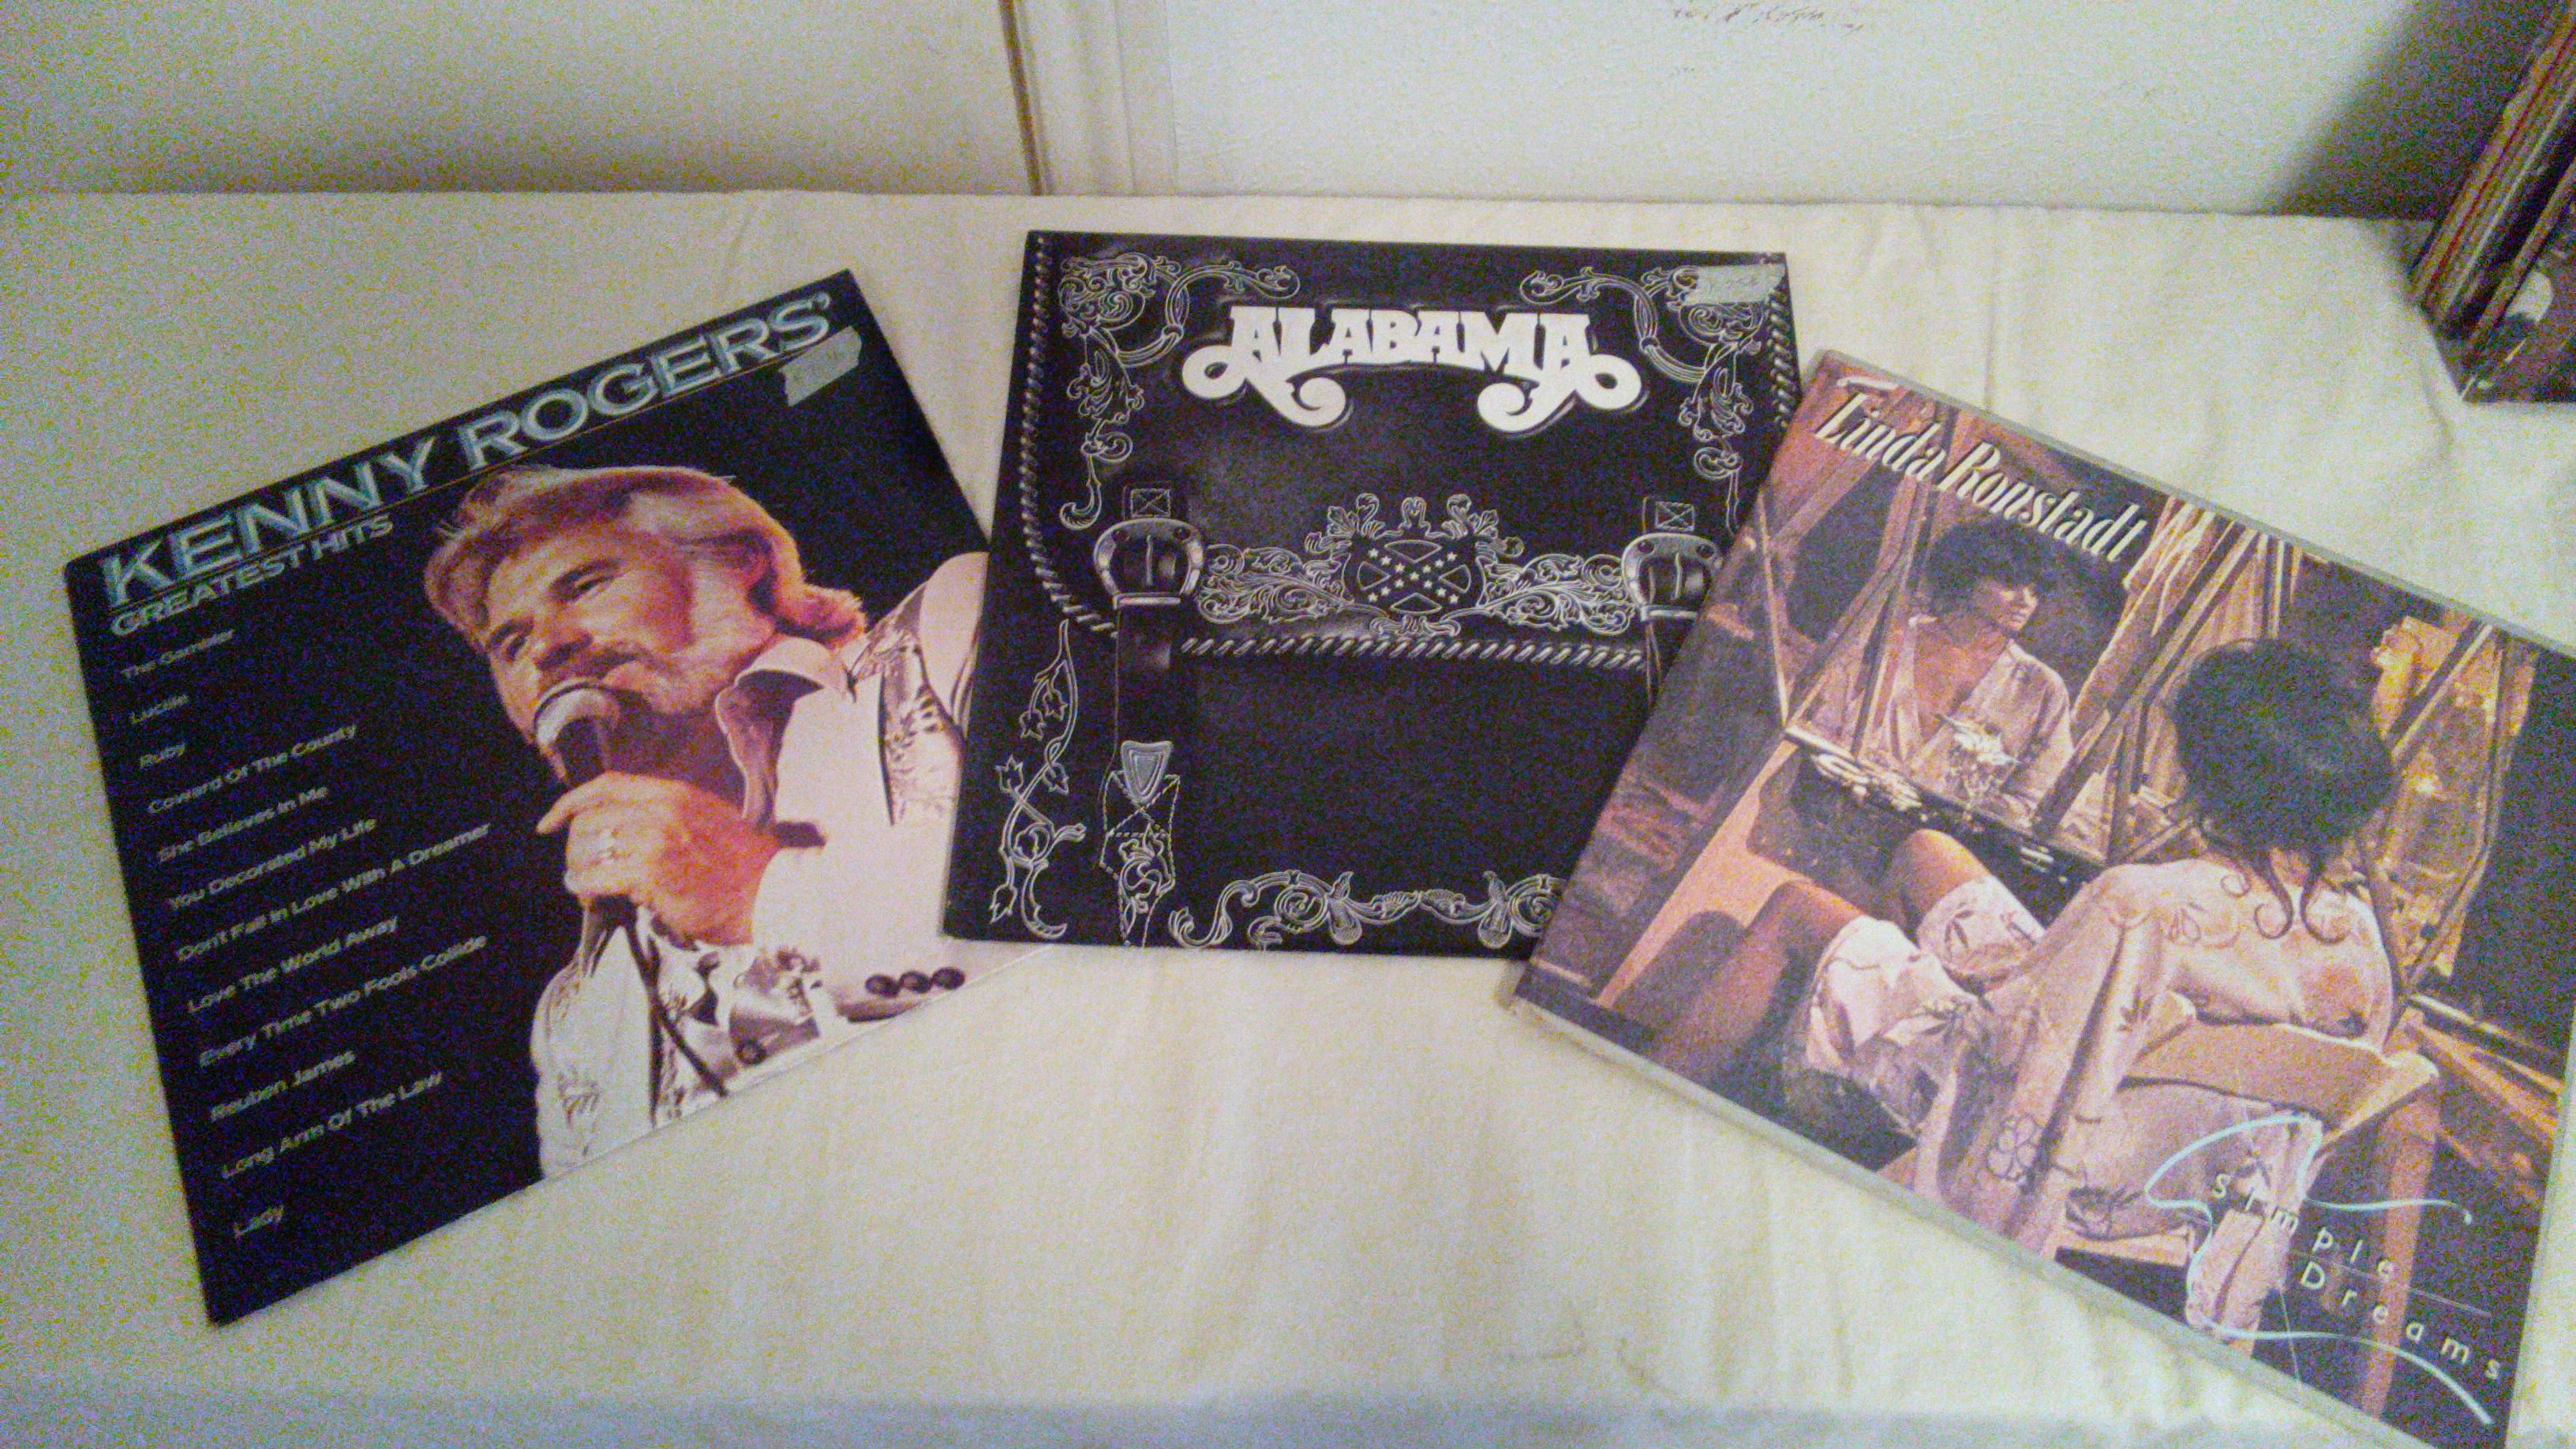 KENNY ROGERS'
GREATEST HITS
The Gambler
Lucille
Ruby
Coward Of The County
She Believes In Me
You Decorated My Life
Don't Fall In Love With A Dreamer
Love The World Away
Every Time Two Fools Collide
Reuben James
Long Arm Of The Law
Lady
ALABAMA
Linda Ronstadt
Simple
Dreams